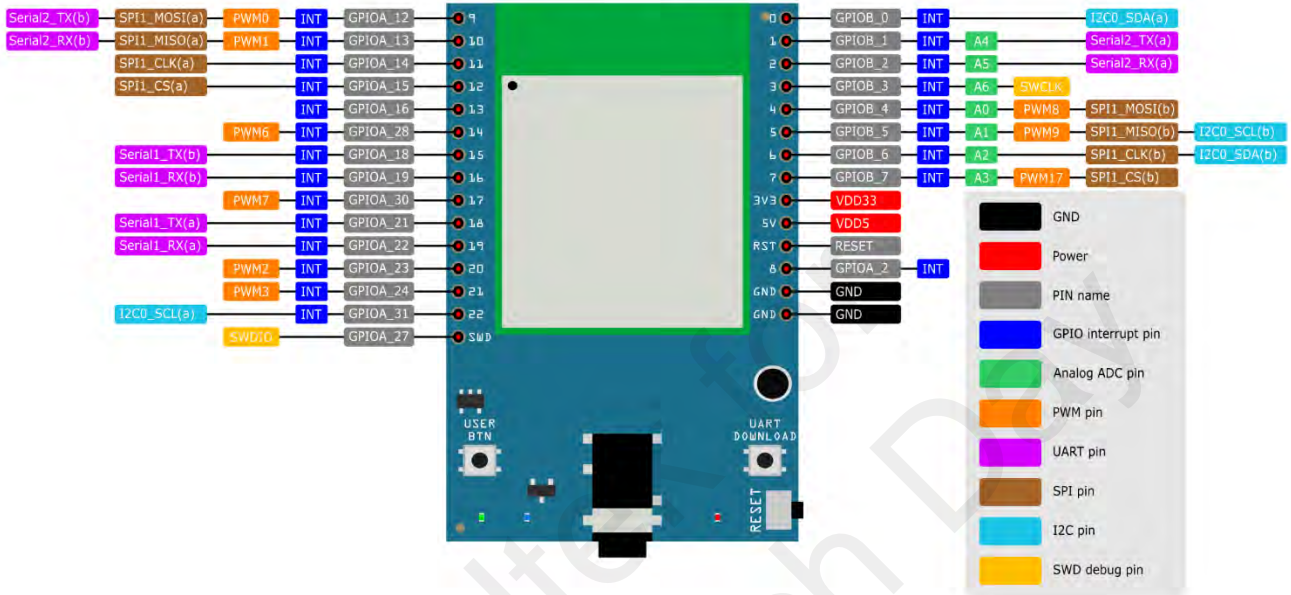 Serial2_TX(b) SPI1_MOSI(a) PWM0 INT GPIOA_12 9 0 GPIOB_0 INT I2C0_SDA(a)
Serial2_RX(b) SPI1_MISO(a) PWM1 INT GPIOA_13 10 1 GPIOB_1 INT A4 Serial2_TX(a)
SPI1_CLK(a) INT GPIOA_14 11 2 GPIOB_2 INT A5 Serial2_RX(a)
SPI1_CS(a) INT GPIOA_15 12 3 GPIOB_3 INT A6 SWCLK
INT GPIOA_16 13 4 GPIOB_4 INT A0 PWM8 SPI1_MOSI(b)
PWM6 INT GPIOA_28 14 5 GPIOB_5 INT A1 PWM9 SPI1_MISO(b) I2C0_SCL(b)
Serial1_TX(b) INT GPIOA_18 15 6 GPIOB_6 INT A2 SPI1_CLK(b) I2C0_SDA(b)
Serial1_RX(b) INT GPIOA_19 16 7 GPIOB_7 INT A3 PWM17 SPI1_CS(b)
PWM7 INT GPIOA_30 17 3V3 VDD33
Serial1_TX(a) INT GPIOA_21 18 5V VDD5
Serial1_RX(a) INT GPIOA_22 19 RST RESET
PWM2 INT GPIOA_23 20 8 GPIOA_2 INT
PWM3 INT GPIOA_24 21 GND GND
I2C0_SCL(a) INT GPIOA_31 22 GND GND
SWDIO GPIOA_27 SWD
USER
BTN
UART
DOWNLOAD
RESET
GND
Power
PIN name
GPIO interrupt pin
Analog ADC pin
PWM pin
UART pin
SPI pin
I2C pin
SWD debug pin